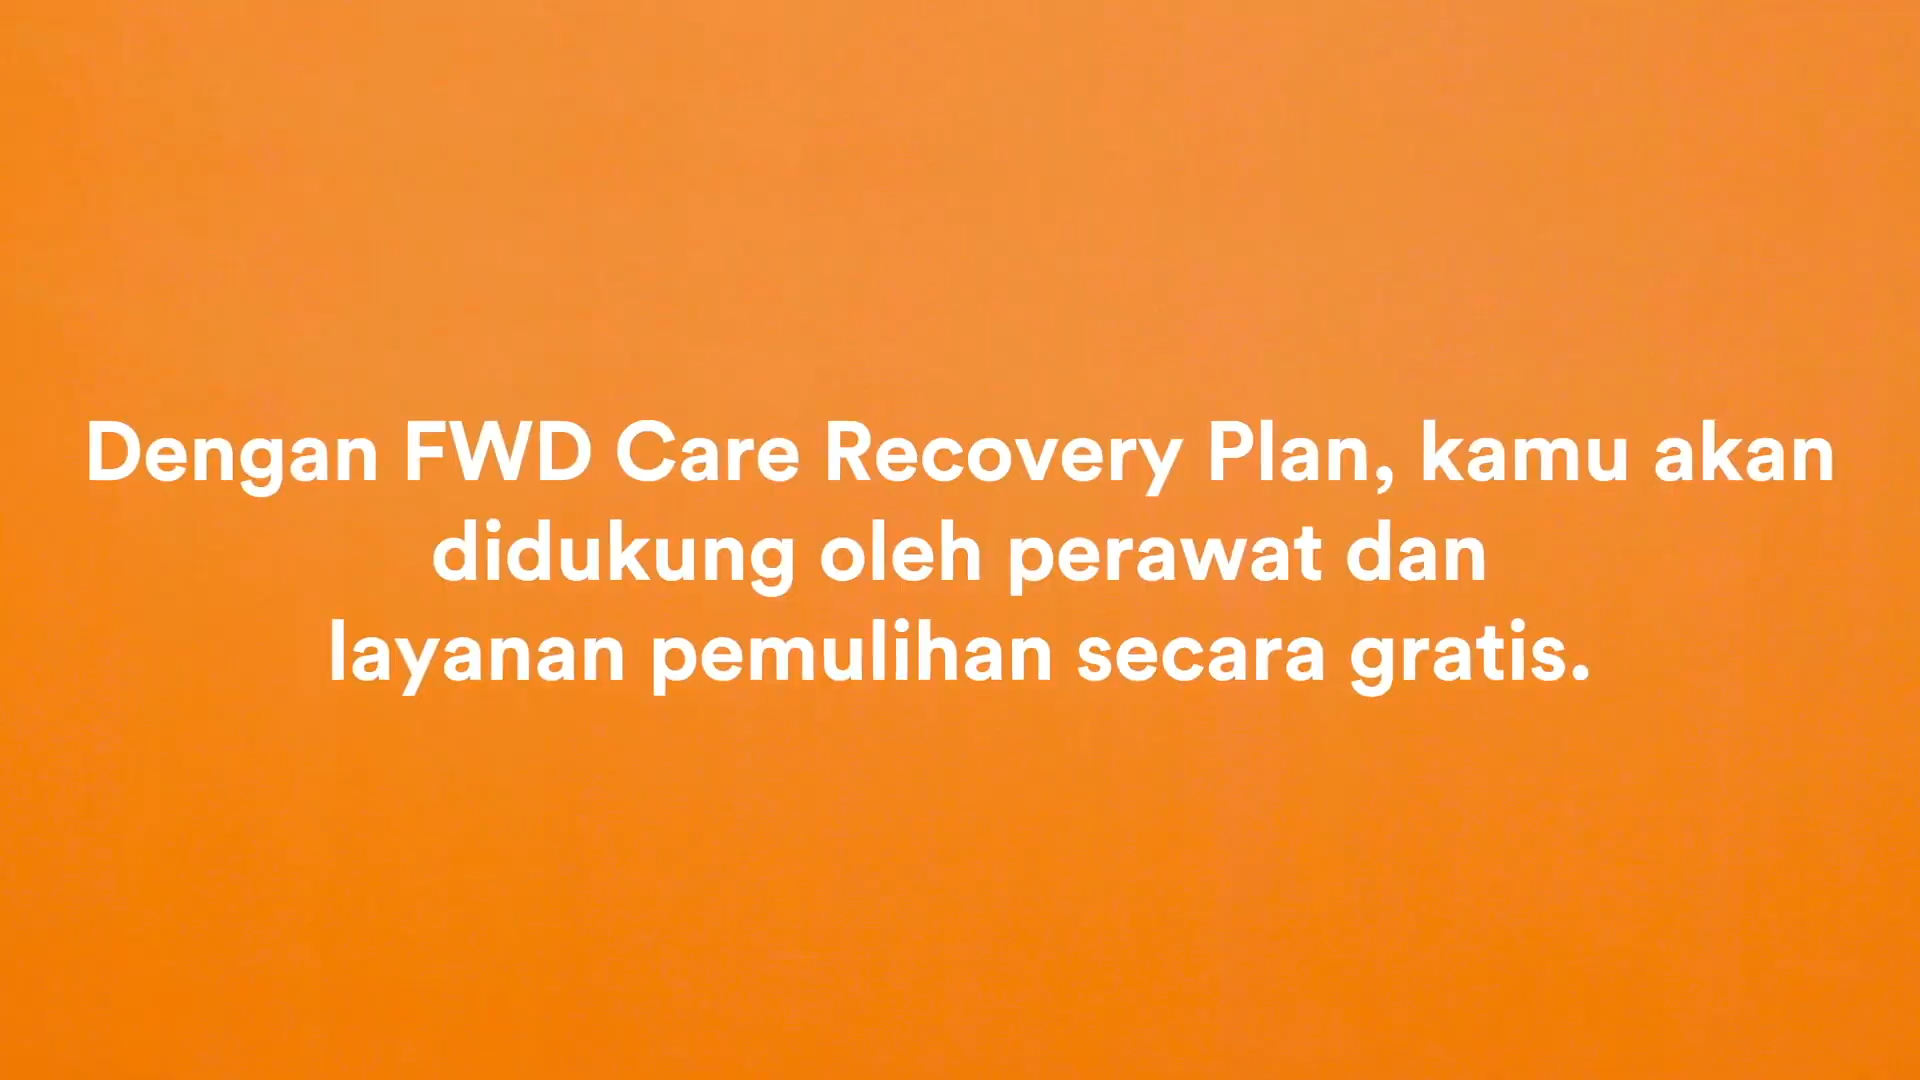 Dengan FWD Care Recovery Plan, kamu akan
didukung oleh perawat dan
layanan pemulihan secara gratis.